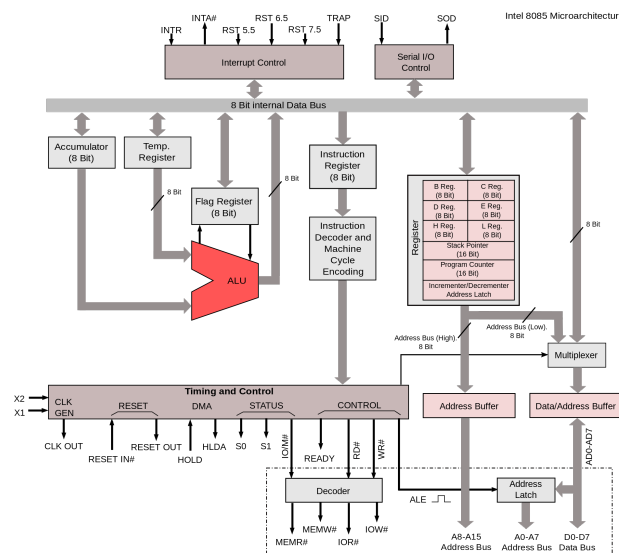 Intel 8085 Microarchitectur
INTR
INTA#
RST 5.5
RST 6.5
RST 7.5
TRAP
SID
SOD
Interrupt Control
Serial I/O
Control
8 Bit internal Data Bus
Accumulator
(8 Bit)
Temp.
Register
8 Bit
Flag Register
(8 Bit)
8 Bit
ALU
Instruction
Register
(8 Bit)
Instruction
Decoder and
Machine
Cycle
Encoding
Register
B Reg.
(8 Bit)
C Reg.
(8 Bit)
D Reg.
(8 Bit)
E Reg.
(8 Bit)
H Reg.
(8 Bit)
L Reg.
(8 Bit)
Stack Pointer
(16 Bit)
Program Counter
(16 Bit)
Incrementer/Decrementer
Address Latch
8 Bit
Address Bus (High).
8 Bit
Address Bus (Low).
8 Bit
Multiplexer
Timing and Control
X2
X1
CLK
GEN
RESET
DMA
STATUS
CONTROL
CLK OUT
RESET IN#
RESET OUT
HOLD
HLDA
S0
S1
IO/M#
READY
RD#
WR#
Address Buffer
Data/Address Buffer
AD0-AD7
Decoder
ALE
Address
Latch
MEMR#
MEMW#
IOR#
IOW#
A8-A15
Address Bus
A0-A7
Address Bus
D0-D7
Data Bus